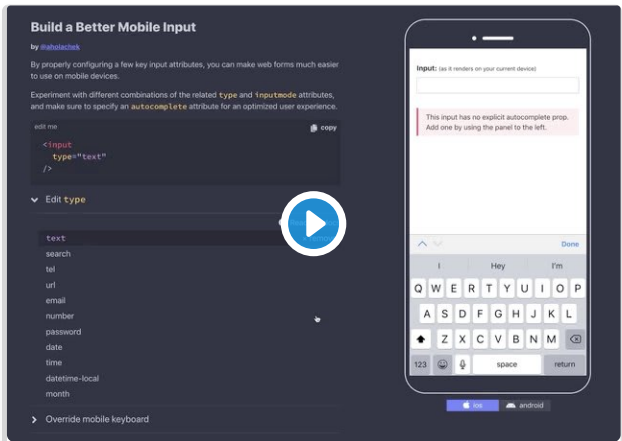 Build a Better Mobile Input
by @aholachek
By properly configuring a few key input attributes, you can make web forms much easier
to use on mobile devices.
Experiment with different combinations of the related type and inputmode attributes,
and make sure to specify an autocomplete attribute for an optimized user experience.
edit me
copy
<input
type="text"
/>
Edit type
text
search
tel
url
email
number
password
date
time
datetime-local
month
Override mobile keyboard
Input: (as it renders on your current device)
This input has no explicit autocomplete prop.
Add one by using the panel to the left.
Done
I Hey I'm
Q W E R T Y U I O P
A S D F G H J K L
Z X C V B N M
123 space return
ios android